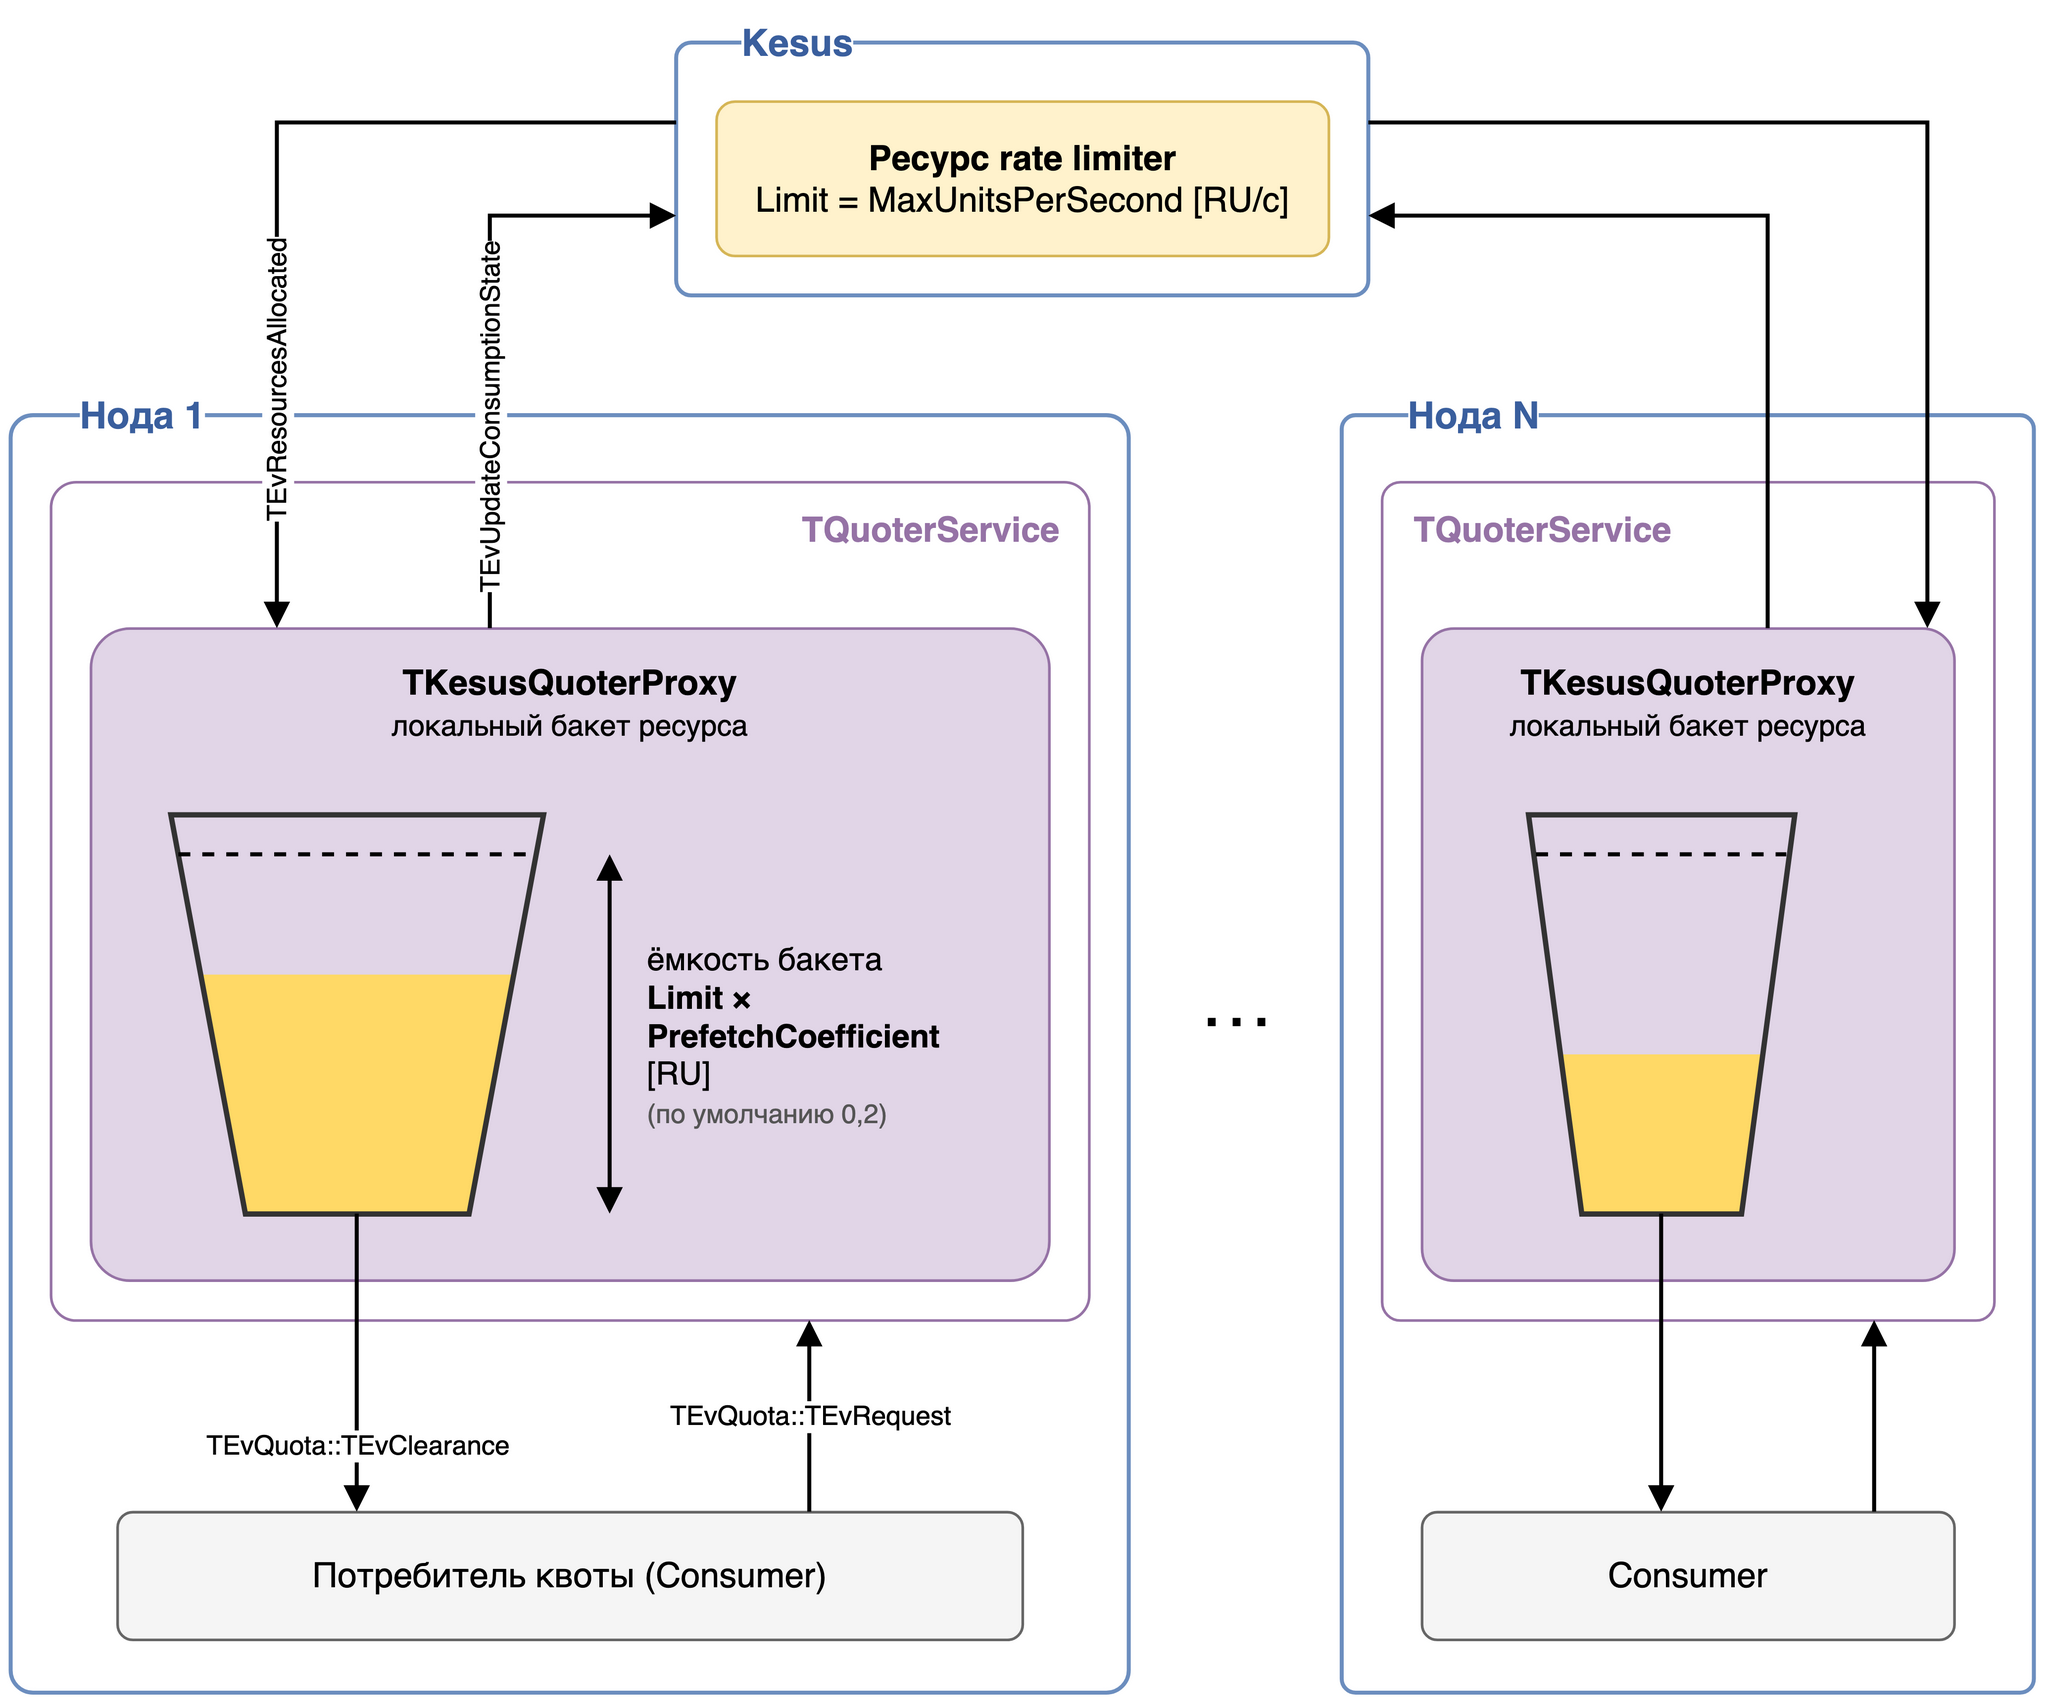 Kesus
Ресурс rate limiter
Limit = MaxUnitsPerSecond [RU/c]
TEvResourcesAllocated
TEvUpdateConsumptionState
Нода 1
TQuoterService
TKesusQuoterProxy
локальный бакет ресурса
ёмкость бакета
Limit ×
PrefetchCoefficient
[RU]
(по умолчанию 0,2)
TEvQuota::TEvClearance
TEvQuota::TEvRequest
Потребитель квоты (Consumer)
...
Нода N
TQuoterService
TKesusQuoterProxy
локальный бакет ресурса
Consumer